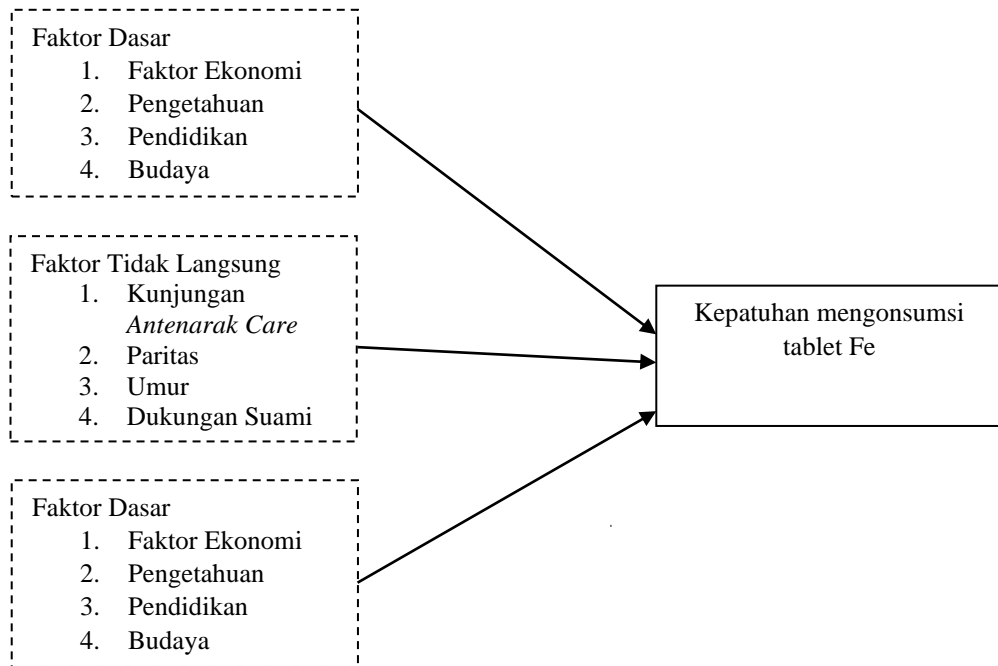 Faktor Dasar
1. Faktor Ekonomi
2. Pengetahuan
3. Pendidikan
4. Budaya
Faktor Tidak Langsung
1. Kunjungan
Antenarak Care
2. Paritas
3. Umur
4. Dukungan Suami
Kepatuhan mengonsumsi
tablet Fe
Faktor Dasar
1. Faktor Ekonomi
2. Pengetahuan
3. Pendidikan
4. Budaya